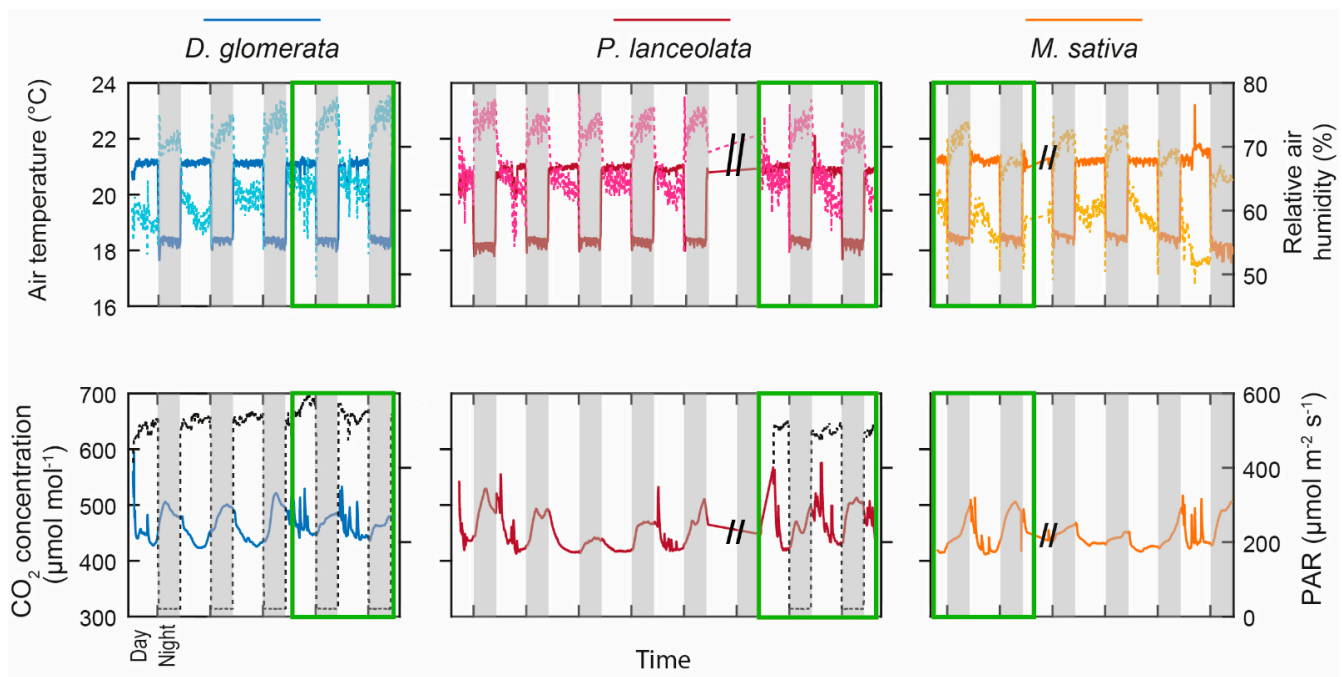 D. glomerata
P. lanceolata
M. sativa
Air temperature (°C)
24
22
20
18
16
80
70
60
50
Relative air
humidity (%)
CO2 concentration
(μmol mol-1)
700
600
500
400
300
600
400
200
0
PAR (μmol m-2 s-1)
Day
Night
Time